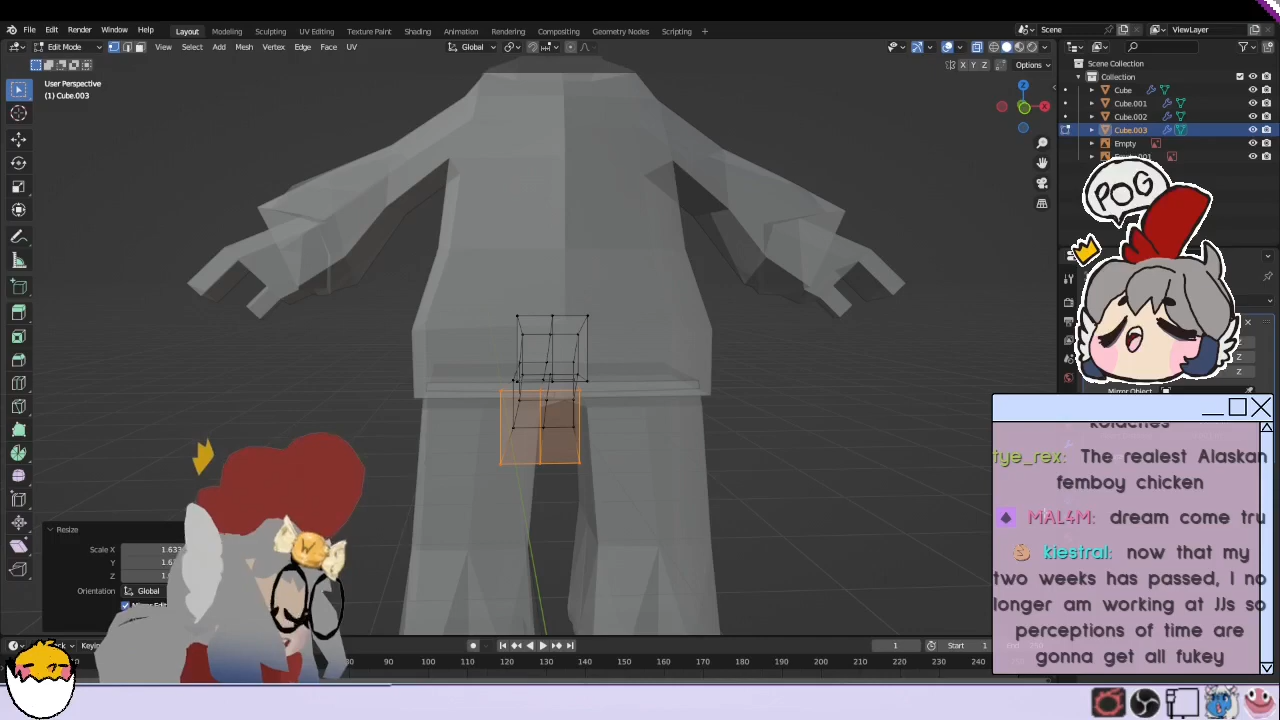 File Edit Render Window Help Layout Modeling Sculpting UV Editing Texture Paint Shading Animation Rendering Compositing Geometry Nodes Scripting + Scene ViewLayer
Edit Mode View Select Add Mesh Vertex Edge Face UV Global
X Y Z Options
User Perspective
(1) Cube.003
Scene Collection
Collection
Cube
Cube.001
Cube.002
Cube.003
Empty
Z
X
POG
Z
Z
Mirror Object
tye_rex: The realest Alaskan
femboy chicken
MAL4M: dream come tru
kiestral: now that my
two weeks has passed, I no
longer am working at JJs so
perceptions of time are
gonna get all fukey
Resize
Scale X 1.633
Y
Z
Orientation Global
W
1 Start 1
80 90 100 110 120 130 140 150 160 170 180 190 200 210 220